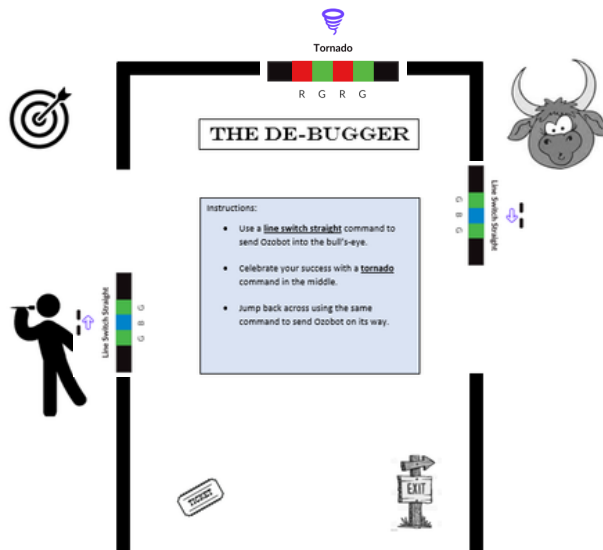 Tornado
R G R G
THE DE-BUGGER
Line Switch Straight
G B G
Instructions:
Use a line switch straight command to
send Ozobot into the bull's-eye.
Celebrate your success with a tornado
command in the middle.
Jump back across using the same
command to send Ozobot on its way.
Line Switch Straight
G B G
TICKET
EXIT